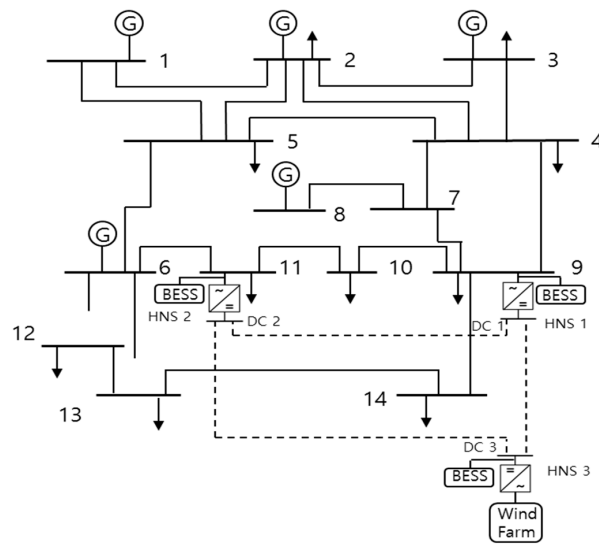 G
G
G
1
2
3
5
4
G
8
7
G
6
11
10
9
BESS
~
=
~
=
BESS
HNS 2
DC 2
DC 1
HNS 1
12
13
14
DC 3
BESS
=
~
HNS 3
Wind
Farm